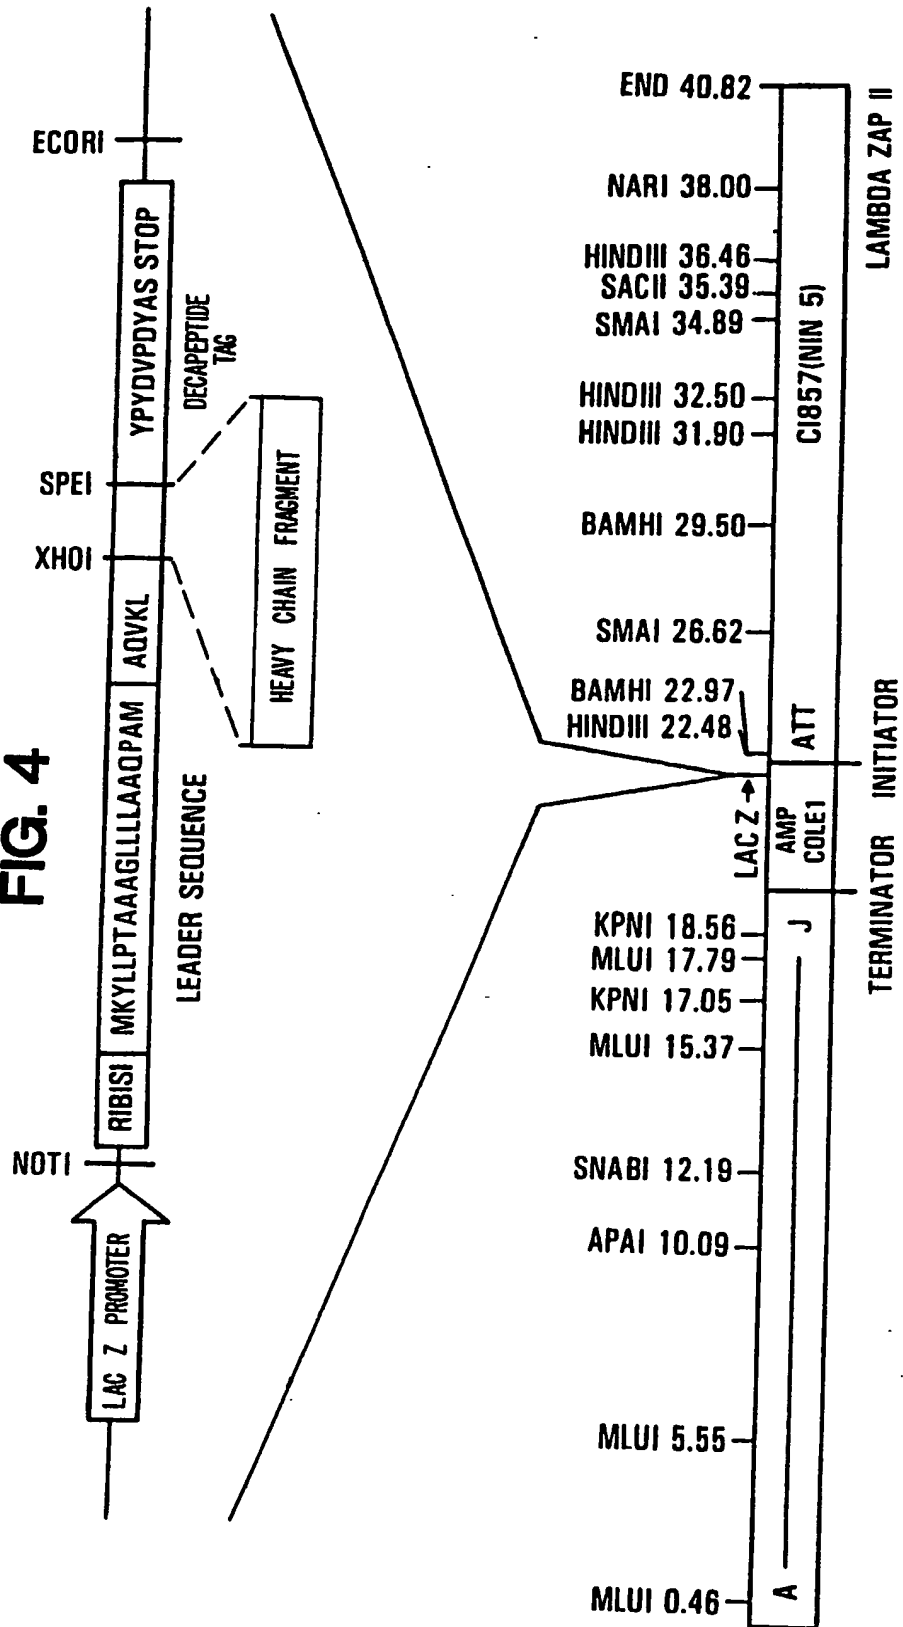 FIG. 4
ECORI
SPEI
XHOI
NOTI
YPYDVPDYAS STOP
AQVKL
MKYLLPTAAAGLLLLAAQPAM
RIBISI
LAC Z PROMOTER
DECAPEPTIDE
TAG
LEADER SEQUENCE
HEAVY CHAIN FRAGMENT
END 40.82
NARI 38.00
HINDIII 36.46
SACII 35.39
SMAI 34.89
HINDIII 32.50
HINDIII 31.90
BAMHI 29.50
SMAI 26.62
BAMHI 22.97
HINDIII 22.48
LAC Z
KPNI 18.56
MLUI 17.79
KPNI 17.05
MLUI 15.37
SNABI 12.19
APAI 10.09
MLUI 5.55
MLUI 0.46
CI857(NIN 5)
ATT
AMP
COLE1
J
A
LAMBDA ZAP II
INITIATOR
TERMINATOR